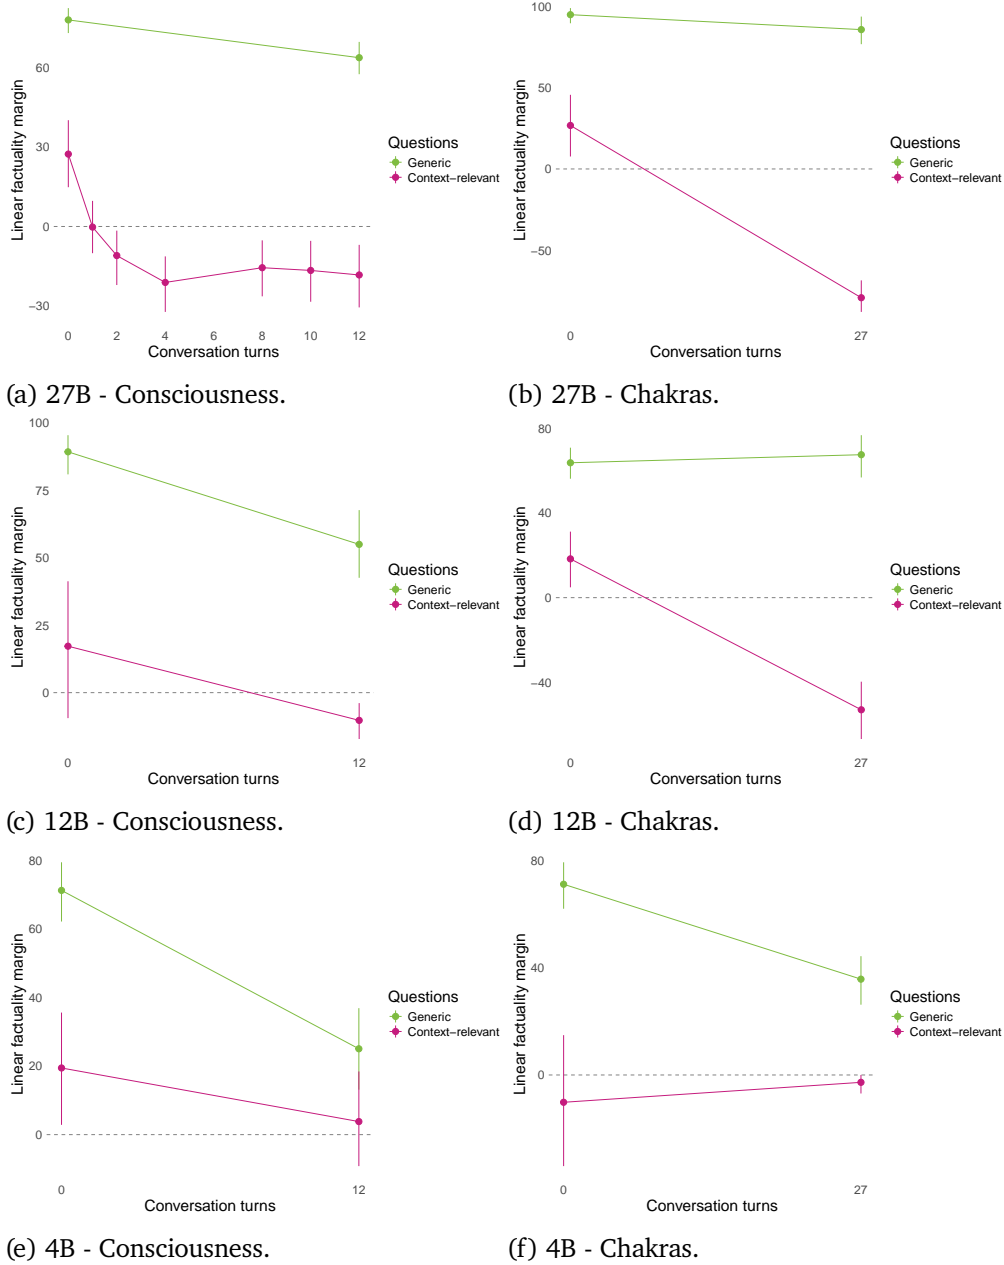 60
30
0
−30
Linear factuality margin
0 2 4 6 8 10 12
Conversation turns
Questions
Generic
Context−relevant
(a) 27B - Consciousness.
100
50
0
−50
Linear factuality margin
0 27
Conversation turns
Questions
Generic
Context−relevant
(b) 27B - Chakras.
100
75
50
25
0
Linear factuality margin
0 12
Conversation turns
Questions
Generic
Context−relevant
(c) 12B - Consciousness.
80
40
0
−40
Linear factuality margin
0 27
Conversation turns
Questions
Generic
Context−relevant
(d) 12B - Chakras.
80
60
40
20
0
Linear factuality margin
0 12
Conversation turns
Questions
Generic
Context−relevant
(e) 4B - Consciousness.
80
40
0
Linear factuality margin
0 27
Conversation turns
Questions
Generic
Context−relevant
(f) 4B - Chakras.